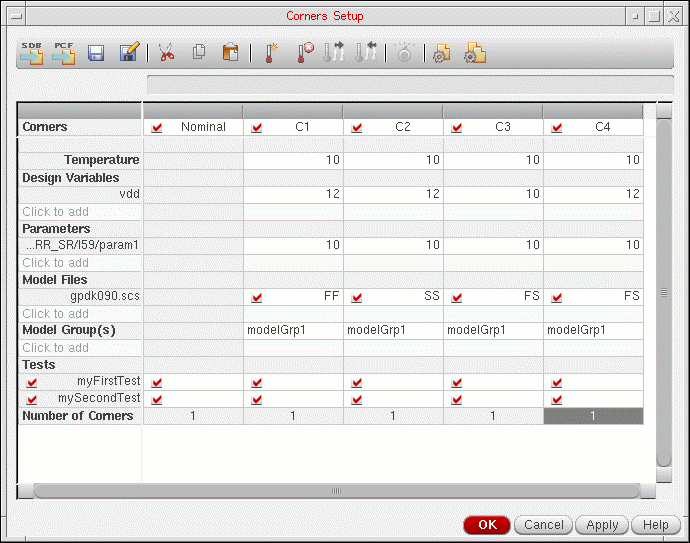 Corners Setup
SDB PCF
Corners Nominal C1 C2 C3 C4
Temperature 10 10 10 10
Design Variables
vdd 12 12 10 12
Click to add
Parameters
...RR_SR/I59/param1 10 10 10 10
Click to add
Model Files
gpdk090.scs FF SS FS FS
Click to add
Model Group(s) modelGrp1 modelGrp1 modelGrp1 modelGrp1
Click to add
Tests
myFirstTest
mySecondTest
Number of Corners 1 1 1 1 1
OK Cancel Apply Help